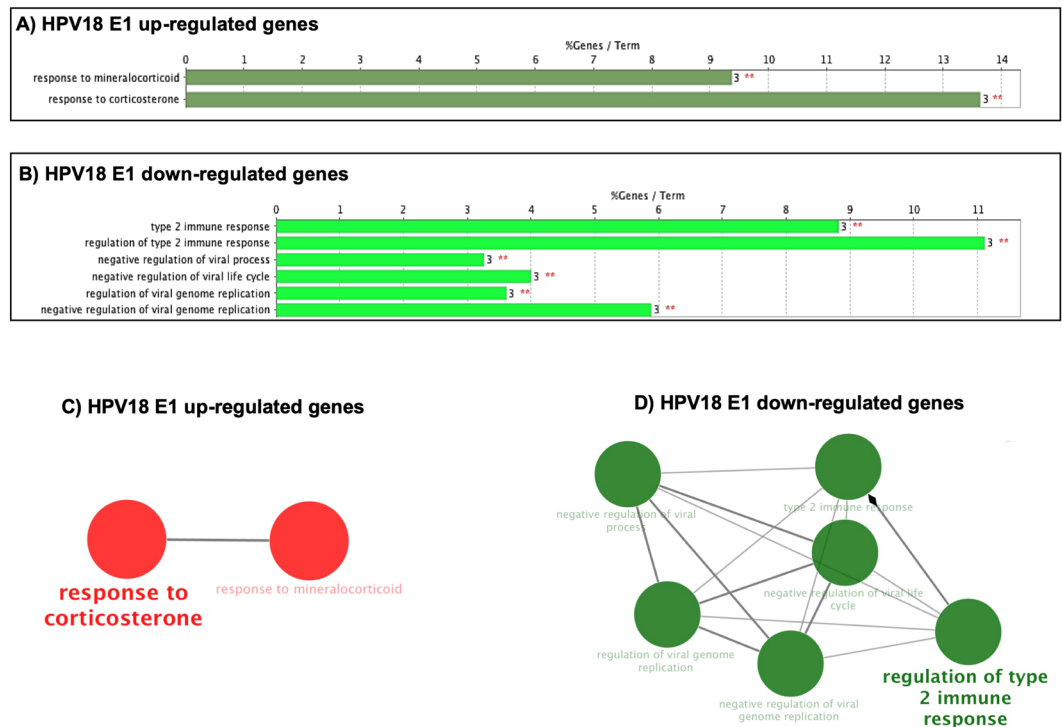 A) HPV18 E1 up-regulated genes
%Genes / Term
0 1 2 3 4 5 6 7 8 9 10 11 12 13 14
response to mineralocorticoid 3 **
response to corticosterone 3 **
B) HPV18 E1 down-regulated genes
%Genes / Term
0 1 2 3 4 5 6 7 8 9 10 11
type 2 immune response 3 **
regulation of type 2 immune response 3 **
negative regulation of viral process 3 **
negative regulation of viral life cycle 3 **
regulation of viral genome replication 3 **
negative regulation of viral genome replication 3 **
C) HPV18 E1 up-regulated genes
response to
corticosterone
response to mineralocorticoid
D) HPV18 E1 down-regulated genes
negative regulation of viral
process
type 2 immune response
negative regulation of viral life
cycle
regulation of viral genome
replication
negative regulation of viral
genome replication
regulation of type
2 immune
response